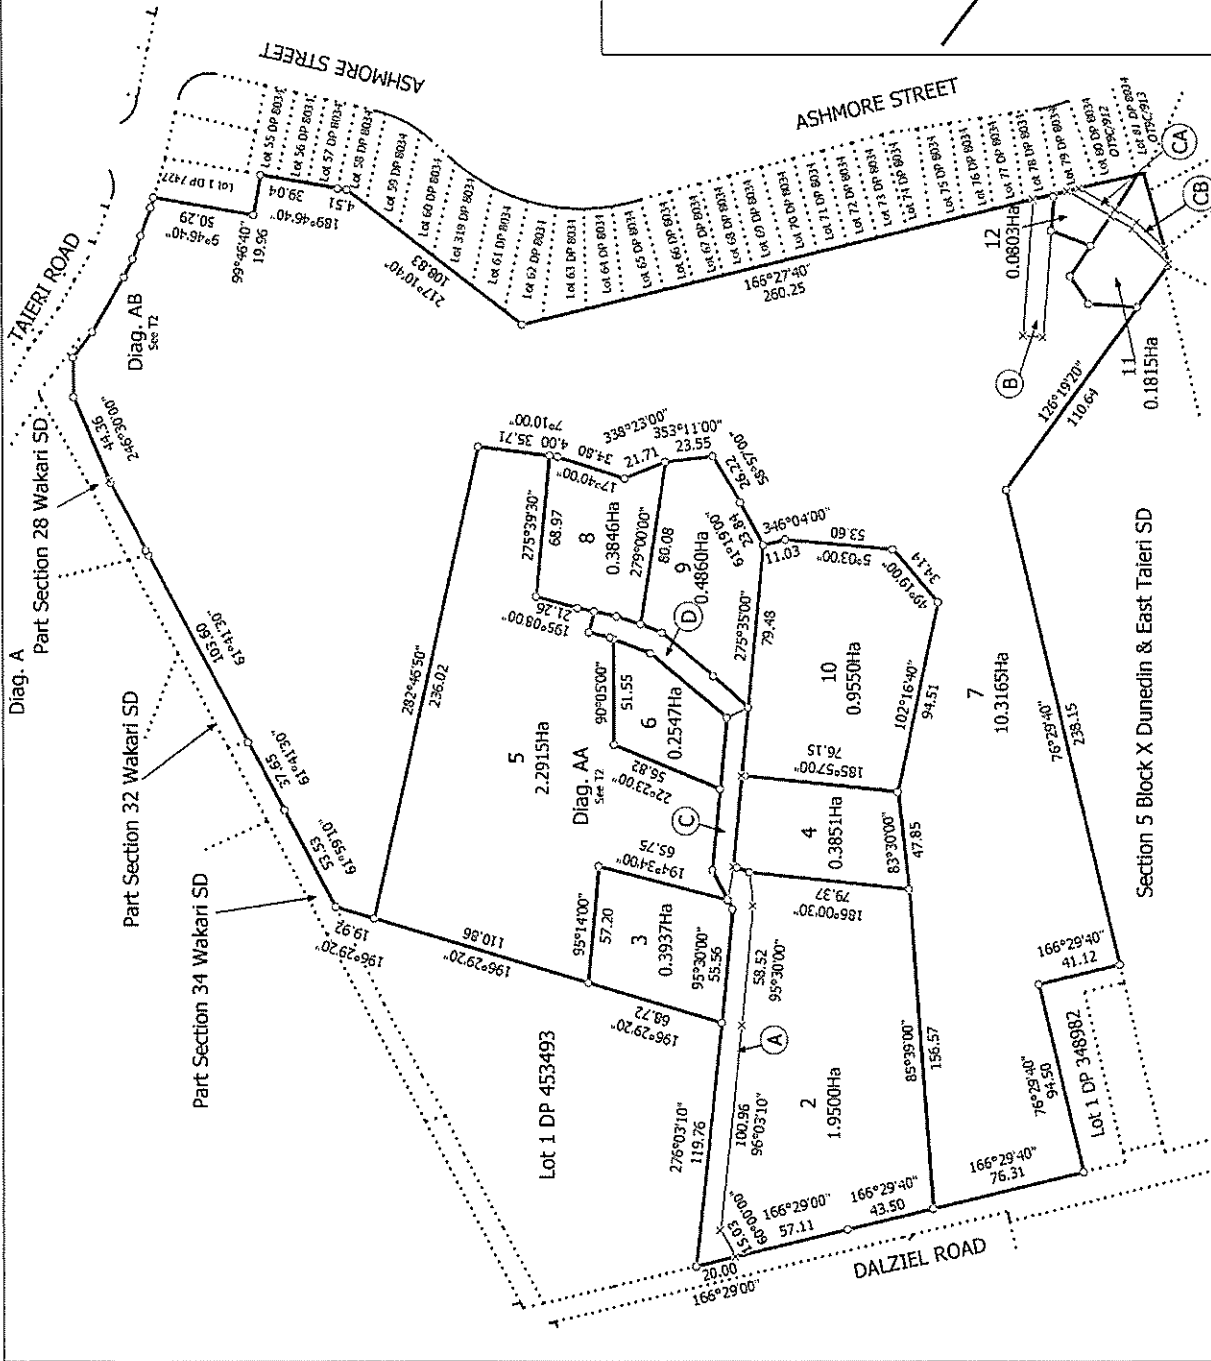 Diag. A
TAIERI ROAD
ASHMORE STREET
Part Section 28 Wakari SD
Part Section 32 Wakari SD
Part Section 34 Wakari SD
Diag. AB
See T2
Lot 1 DP 7427
50.29
9°46'40"
99°46'40"
19.96
39.04
189°46'40"
4.51
Lot 55 DP 8034
Lot 56 DP 8034
Lot 57 DP 8034
Lot 58 DP 8034
Lot 59 DP 8034
Lot 60 DP 8034
Lot 319 DP 8034
Lot 61 DP 8034
Lot 62 DP 8034
Lot 63 DP 8034
Lot 64 DP 8034
Lot 65 DP 8034
Lot 66 DP 8034
Lot 67 DP 8034
Lot 68 DP 8034
Lot 69 DP 8034
Lot 70 DP 8034
Lot 71 DP 8034
Lot 72 DP 8034
Lot 73 DP 8034
Lot 74 DP 8034
Lot 75 DP 8034
Lot 76 DP 8034
Lot 77 DP 8034
Lot 78 DP 8034
Lot 79 DP 8034
Lot 80 DP 8034
OT9C/912
Lot 81 DP 8034
OT9C/913
ASHMORE STREET
217°10'40"
108.83
166°27'40"
260.25
44.36
246°30'00"
103.60
61°41'30"
37.65
61°41'30"
53.53
61°59'10"
19.92
196°29'20"
282°46'50"
236.02
110.86
196°29'20"
7°10'00"
35.71
4.00
34.80
17°40'00"
338°23'00"
21.71
353°11'00"
23.55
58°57'00"
26.22
23.84
61°19'00"
275°39'30"
68.97
8
0.3846Ha
279°00'00"
80.08
9
0.4860Ha
21.26
195°08'00"
D
5
2.2915Ha
Diag. AA
See T2
90°05'00"
51.55
6
0.2547Ha
56.82
22°23'00"
C
65.75
194°34'00"
95°14'00"
57.20
3
0.3937Ha
95°30'00"
55.56
68.72
196°29'20"
Lot 1 DP 453493
276°03'10"
119.76
58.52
95°30'00"
A
100.96
96°03'10"
2
1.9500Ha
15.03
60°00'00"
20.00
166°29'00"
166°29'00"
57.11
166°29'40"
43.50
DALZIEL ROAD
166°29'40"
76.31
85°39'00"
156.57
79.37
186°00'30"
4
0.3851Ha
83°30'00"
47.85
76.15
185°57'00"
275°35'00"
79.48
346°04'00"
11.03
53.60
5°03'00"
34.14
49°19'00"
10
0.9550Ha
102°16'40"
94.51
7
10.3165Ha
76°29'40"
238.15
166°29'40"
41.12
76°29'40"
94.50
Lot 1 DP 348982
126°19'20"
110.64
B
12
0.0803Ha
11
0.1815Ha
CA
CB
Section 5 Block X Dunedin & East Taieri SD